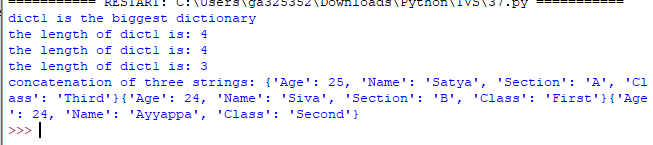 =========== RESTART: C:\Users\ga325352\Downloads\Python\IVS\37.py ===========
dict1 is the biggest dictionary
the length of dict1 is: 4
the length of dict1 is: 4
the length of dict1 is: 3
concatenation of three strings: {'Age': 25, 'Name': 'Satya', 'Section': 'A', 'Cl
ass': 'Third'}{'Age': 24, 'Name': 'Siva', 'Section': 'B', 'Class': 'First'}{'Age
': 24, 'Name': 'Ayyappa', 'Class': 'Second'}
>>>